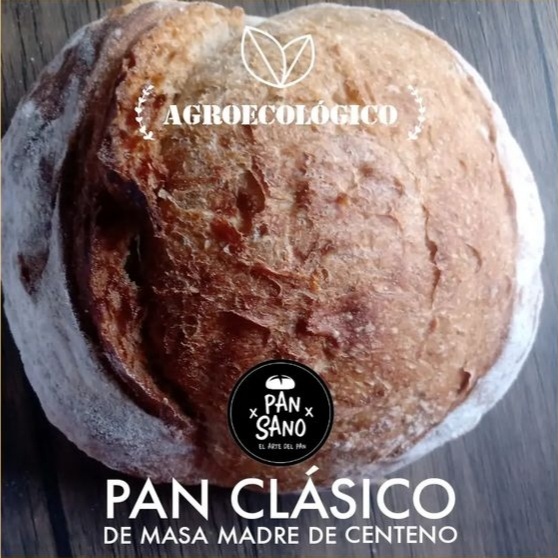 AGROECOLÓGICO
PAN
x x
SANO
EL ARTE DEL PAN
PAN CLÁSICO
DE MASA MADRE DE CENTENO